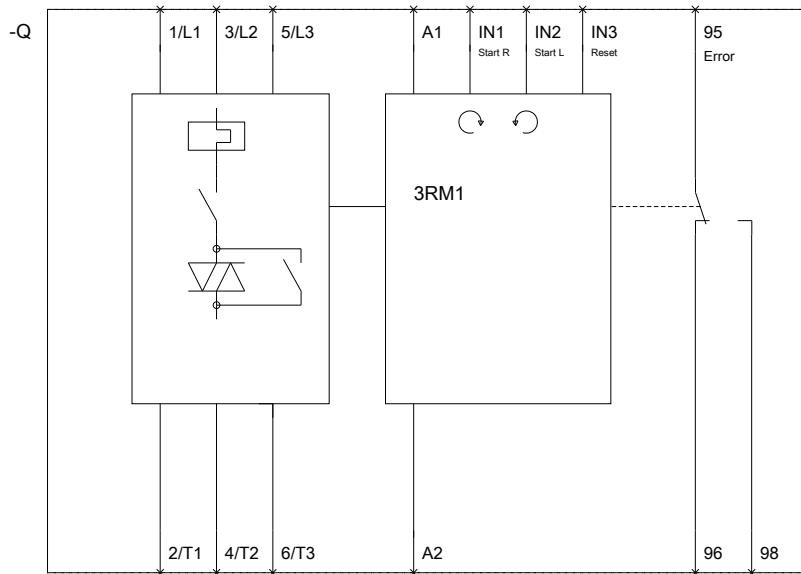 -Q 1/L1 3/L2 5/L3 A1 IN1 IN2 IN3 95
Start R Start L Reset Error
3RM1
2/T1 4/T2 6/T3 A2 96 98